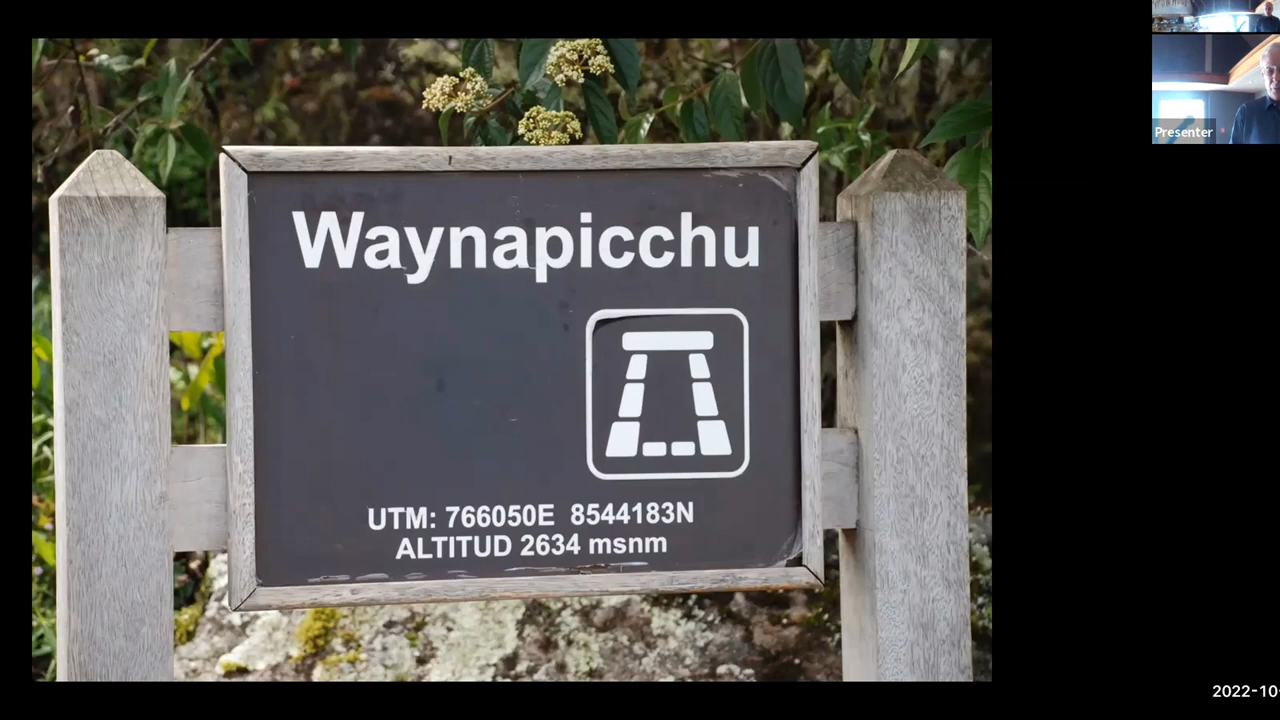 Waynapicchu
UTM: 766050E 8544183N
ALTITUD 2634 msnm
Presenter
2022-10-